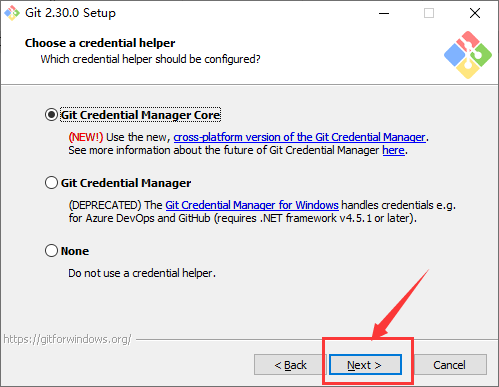 Git 2.30.0 Setup
Choose a credential helper
Which credential helper should be configured?
Git Credential Manager Core
(NEW!) Use the new, cross-platform version of the Git Credential Manager.
See more information about the future of Git Credential Manager here.
Git Credential Manager
(DEPRECATED) The Git Credential Manager for Windows handles credentials e.g.
for Azure DevOps and GitHub (requires .NET framework v4.5.1 or later).
None
Do not use a credential helper.
https://gitforwindows.org/
< Back
Next >
Cancel